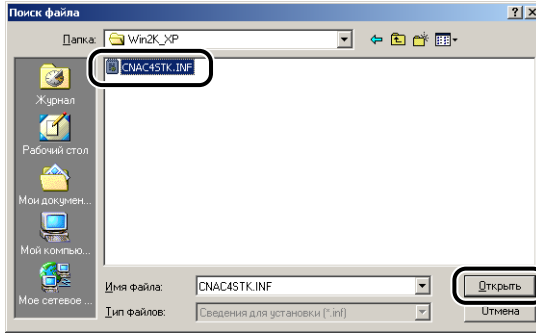 Поиск файла
Папка: Win2K_XP
CNAC4STK.INF
Журнал
Рабочий стол
Мои докумен...
Мой компью...
Мое сетевое ...
Имя файла: CNAC4STK.INF
Открыть
Тип файлов: Сведения для установки (*.inf)
Отмена